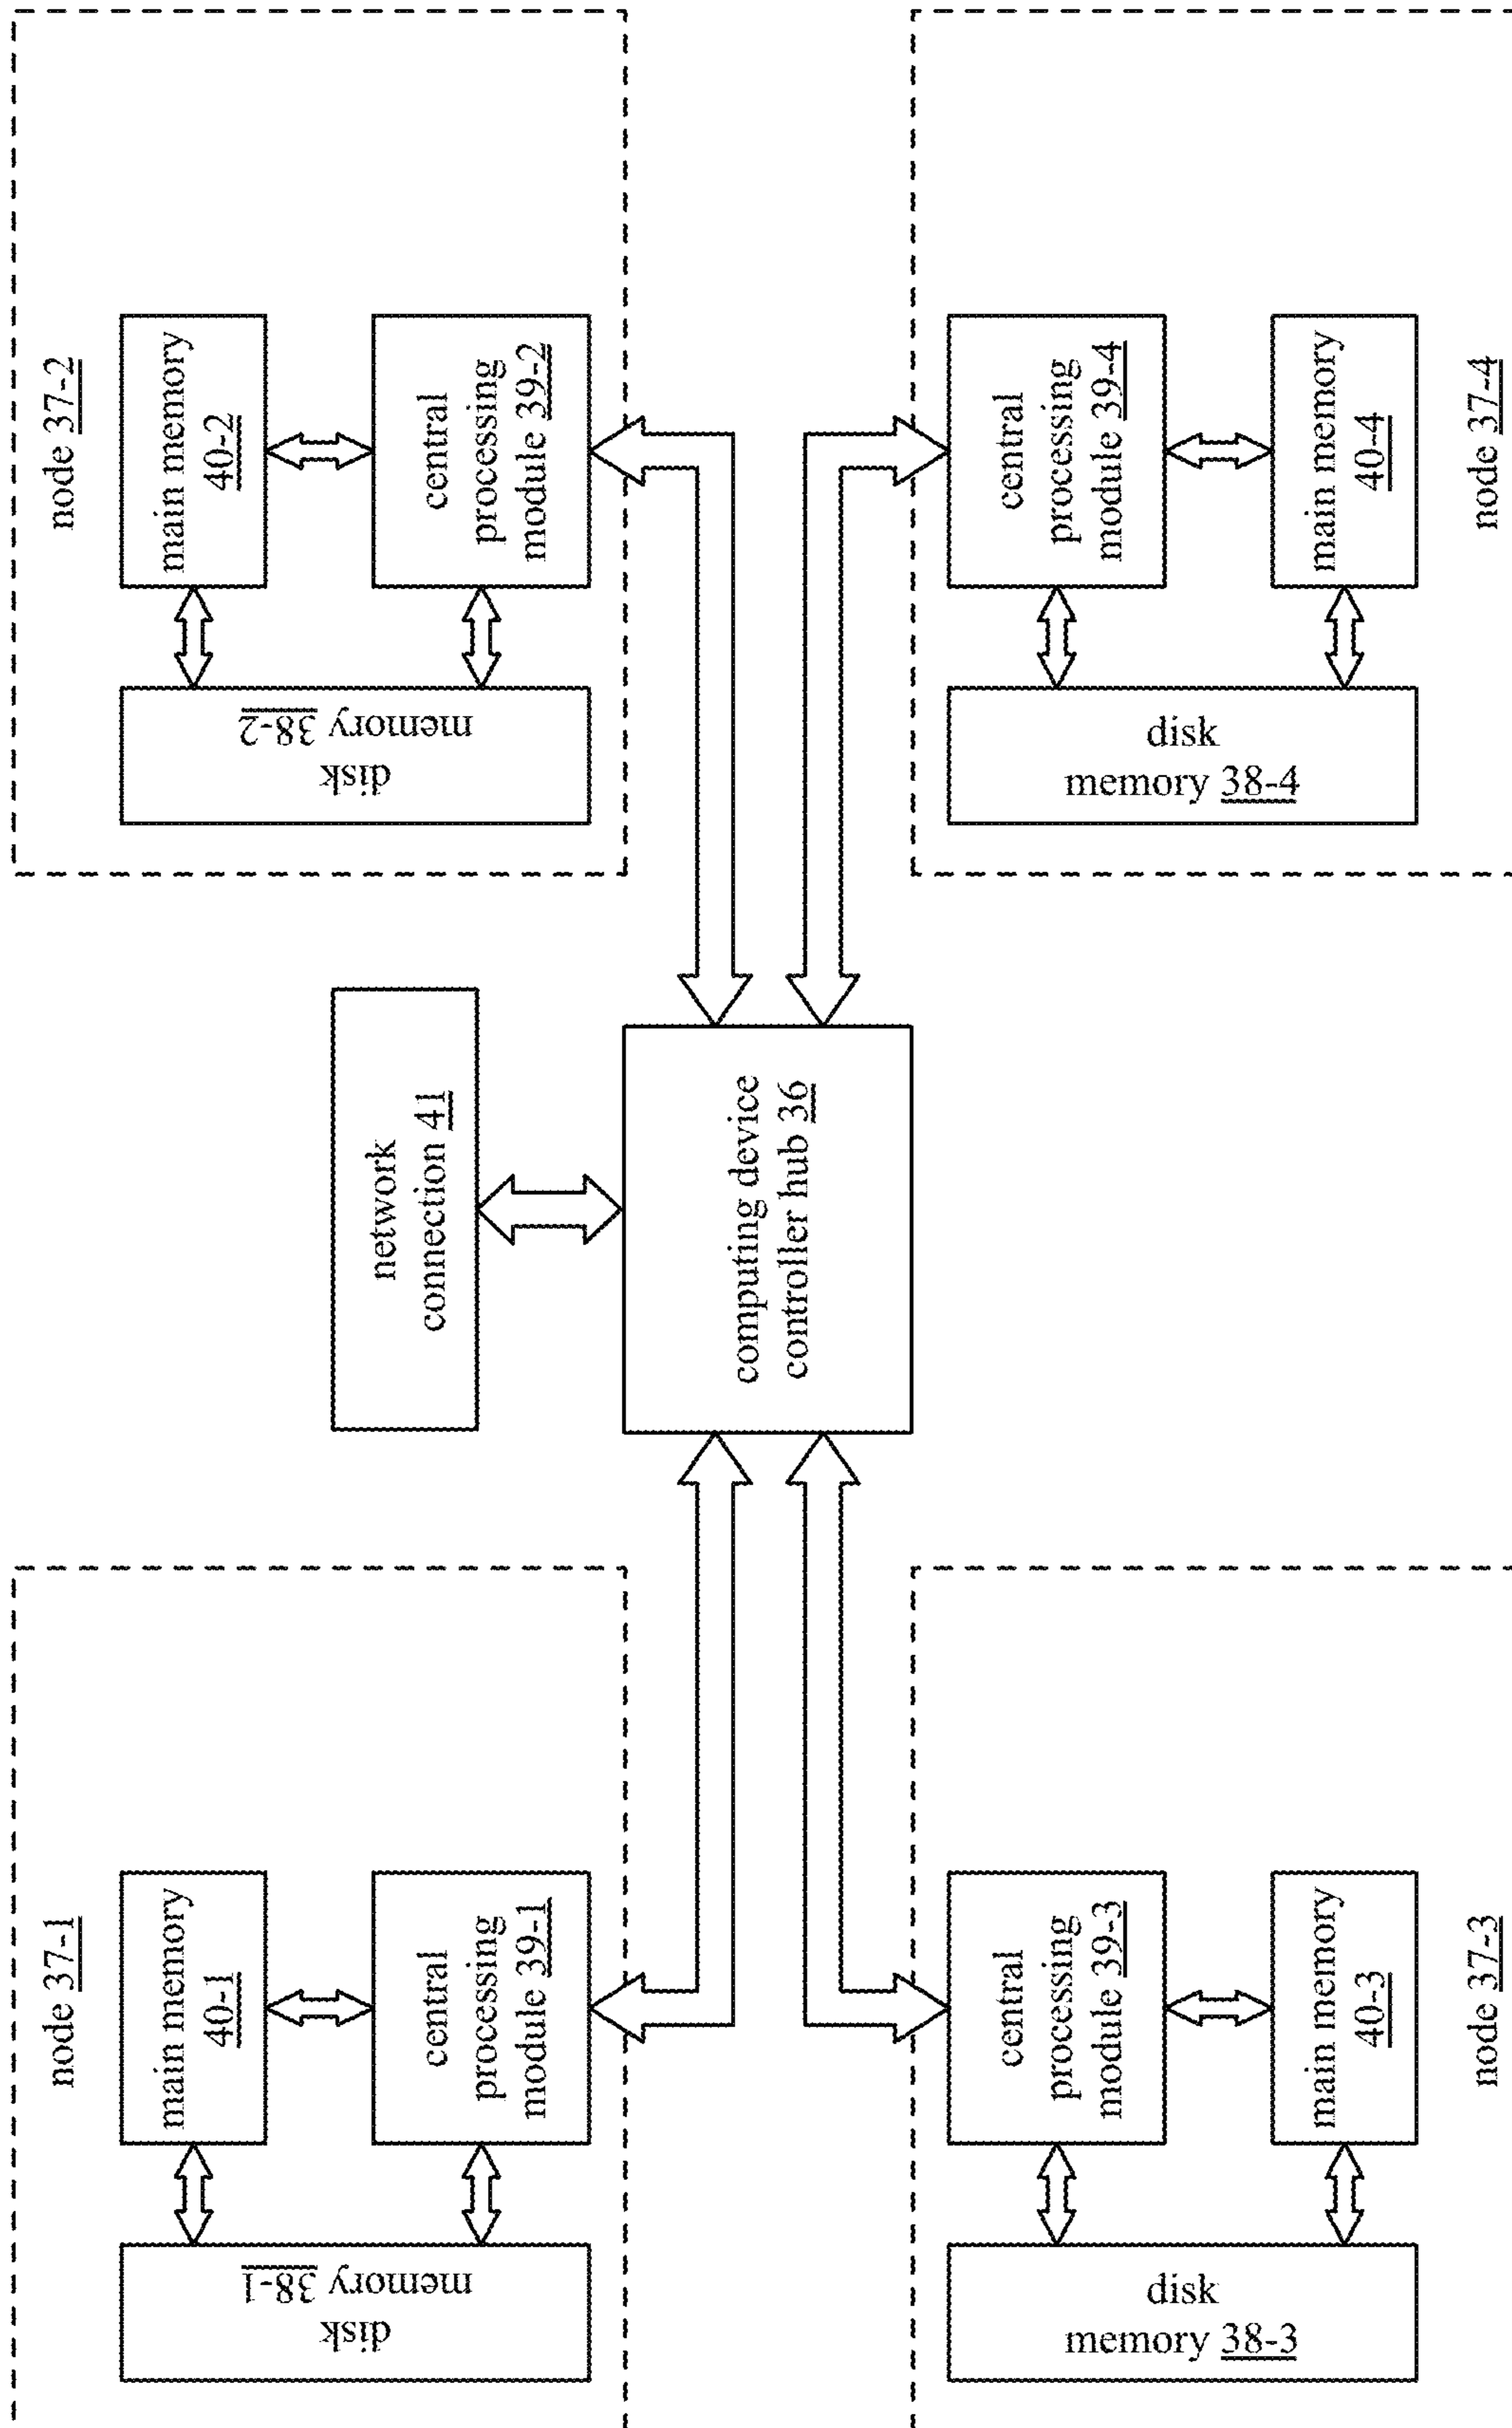 node 37-1
main memory
40-1
central
processing
module 39-1
disk
memory 38-1
node 37-2
main memory
40-2
central
processing
module 39-2
disk
memory 38-2
network
connection 41
computing device
controller hub 36
central
processing
module 39-3
main memory
40-3
disk
memory 38-3
node 37-3
central
processing
module 39-4
main memory
40-4
disk
memory 38-4
node 37-4